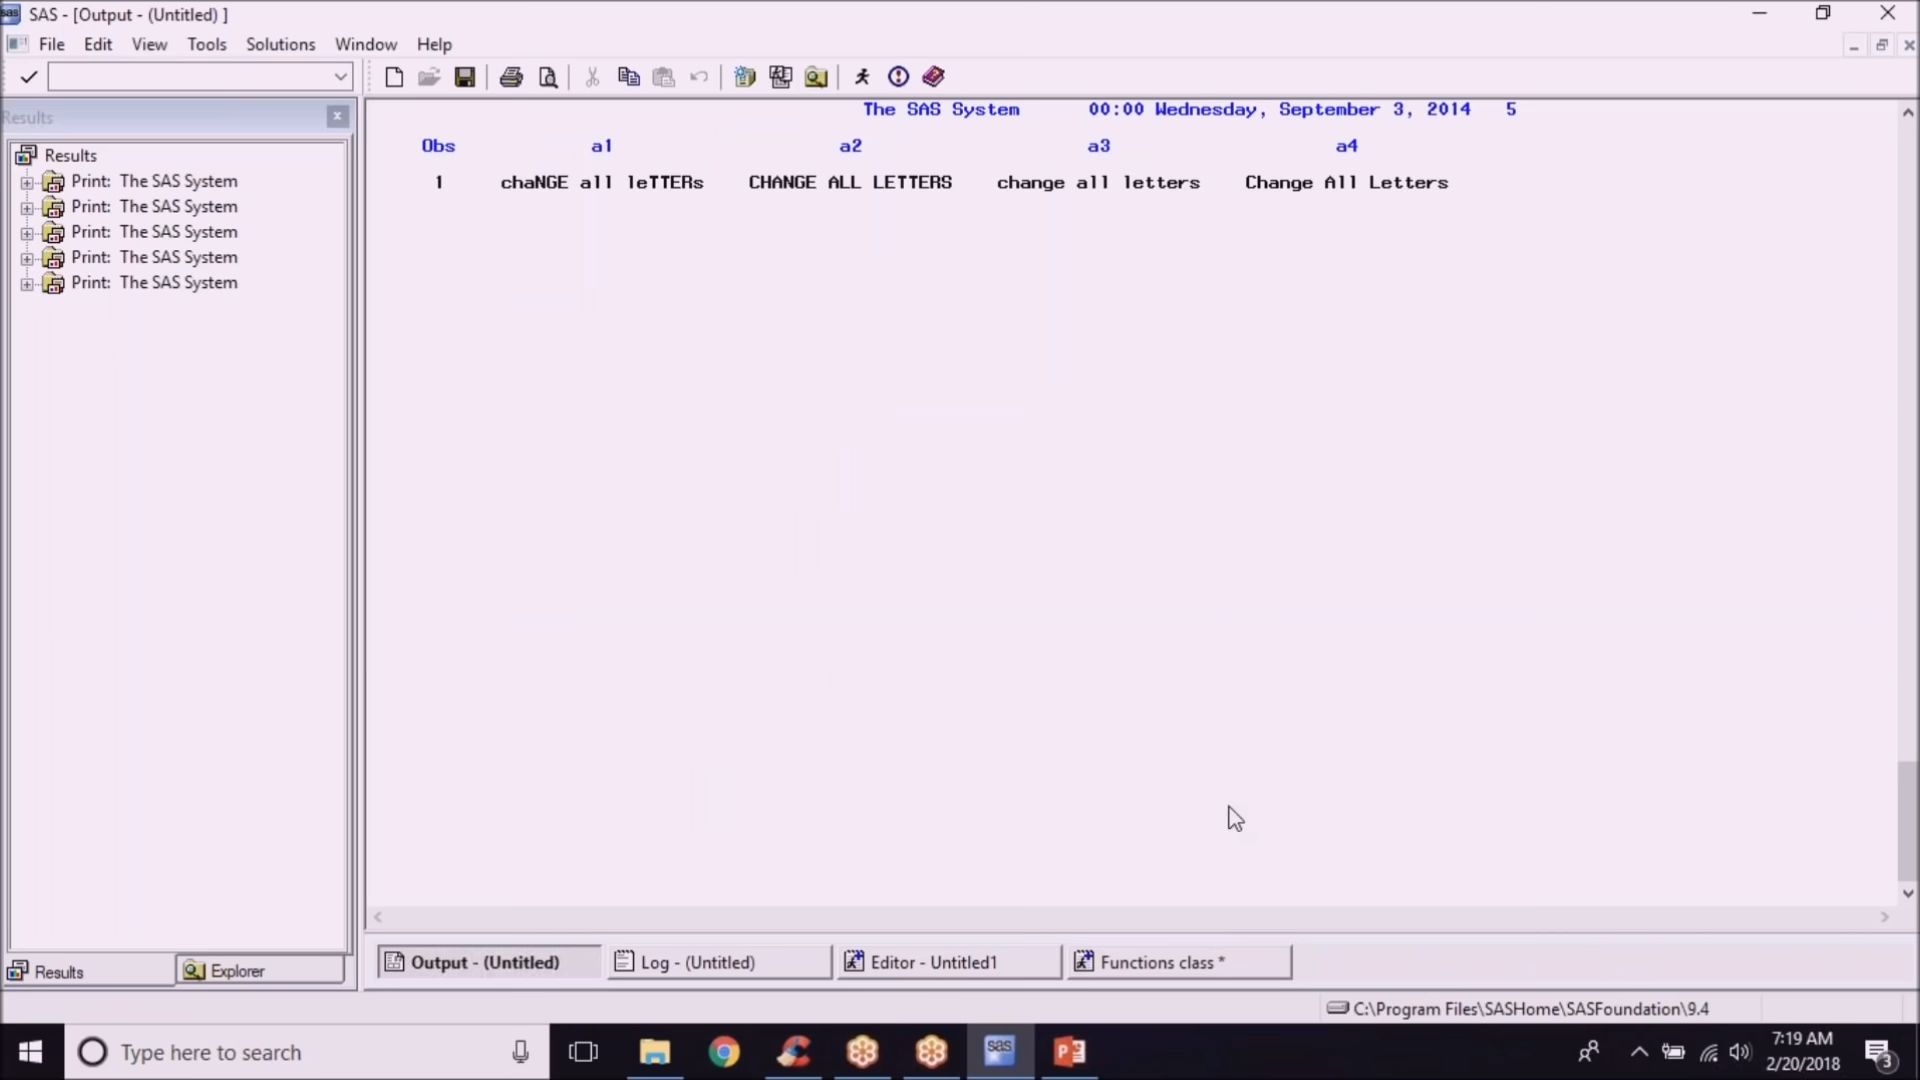 SAS - [Output - (Untitled) ]
File Edit View Tools Solutions Window Help
Results
Results
Print: The SAS System
Print: The SAS System
Print: The SAS System
Print: The SAS System
Print: The SAS System
The SAS System 00:00 Wednesday, September 3, 2014 5
Obs a1 a2 a3 a4
1 chaNGE all leTTERs CHANGE ALL LETTERS change all letters Change All Letters
Results Explorer
Output - (Untitled) Log - (Untitled) Editor - Untitled1 Functions class *
C:\Program Files\SASHome\SASFoundation\9.4
Type here to search
sas
7:19 AM
2/20/2018
3